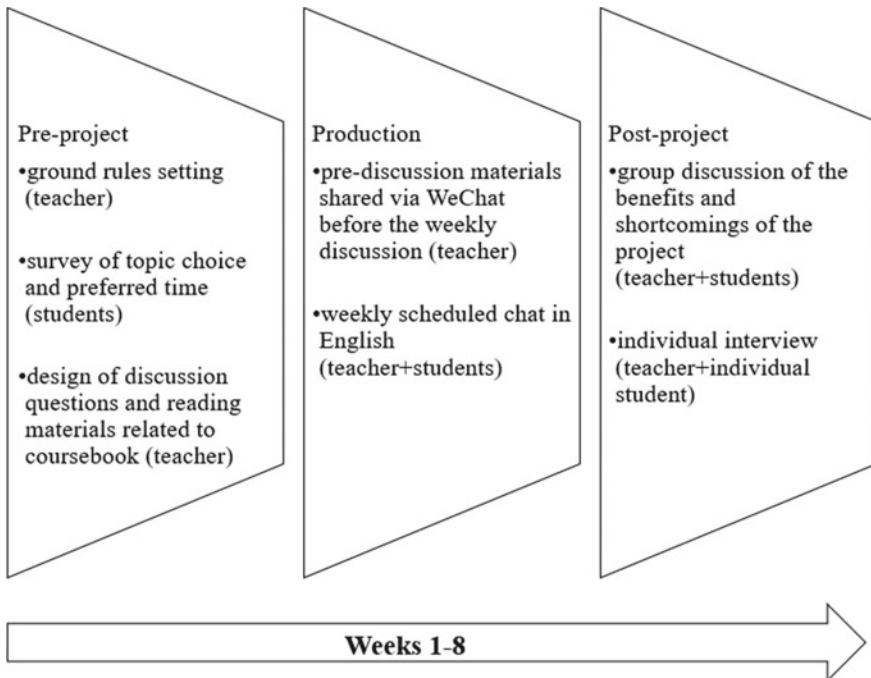 Pre-project
•ground rules setting
(teacher)
•survey of topic choice
and preferred time
(students)
•design of discussion
questions and reading
materials related to
coursebook (teacher)
Production
•pre-discussion materials
shared via WeChat
before the weekly
discussion (teacher)
•weekly scheduled chat in
English
(teacher+students)
Post-project
•group discussion of the
benefits and
shortcomings of the
project
(teacher+students)
•individual interview
(teacher+individual
student)
Weeks 1-8